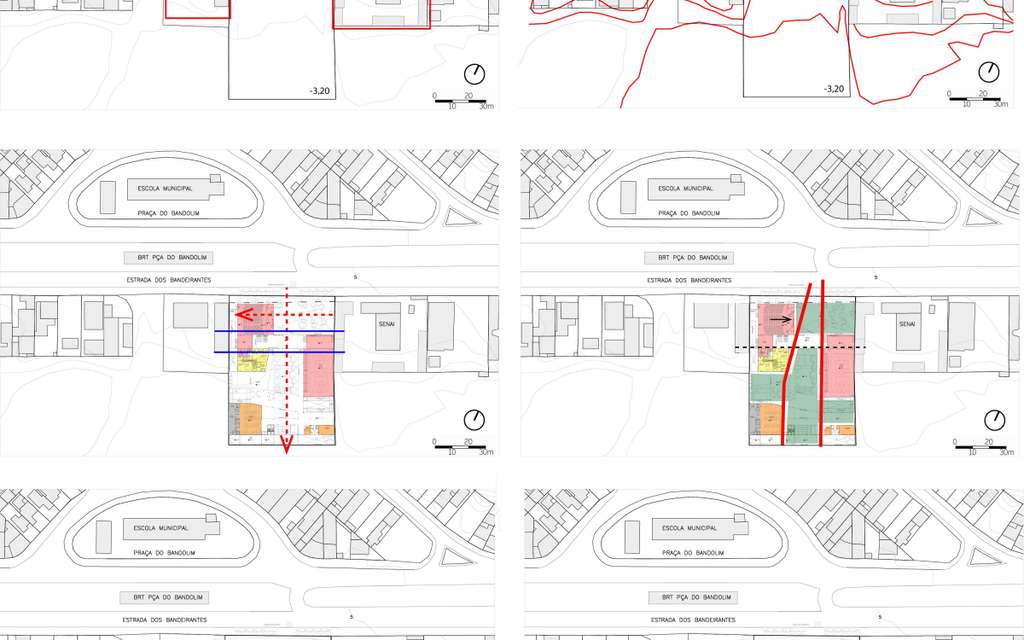 -3,20
0 20
10 30m
-3,20
0 20
10 30m
ESCOLA MUNICIPAL
PRAÇA DO BANDOLIM
BRT PÇA DO BANDOLIM
ESTRADA DOS BANDEIRANTES
SENAI
0 20
10 30m
ESCOLA MUNICIPAL
PRAÇA DO BANDOLIM
BRT PÇA DO BANDOLIM
ESTRADA DOS BANDEIRANTES
SENAI
0 20
10 30m
ESCOLA MUNICIPAL
PRAÇA DO BANDOLIM
BRT PÇA DO BANDOLIM
ESTRADA DOS BANDEIRANTES
ESCOLA MUNICIPAL
PRAÇA DO BANDOLIM
BRT PÇA DO BANDOLIM
ESTRADA DOS BANDEIRANTES